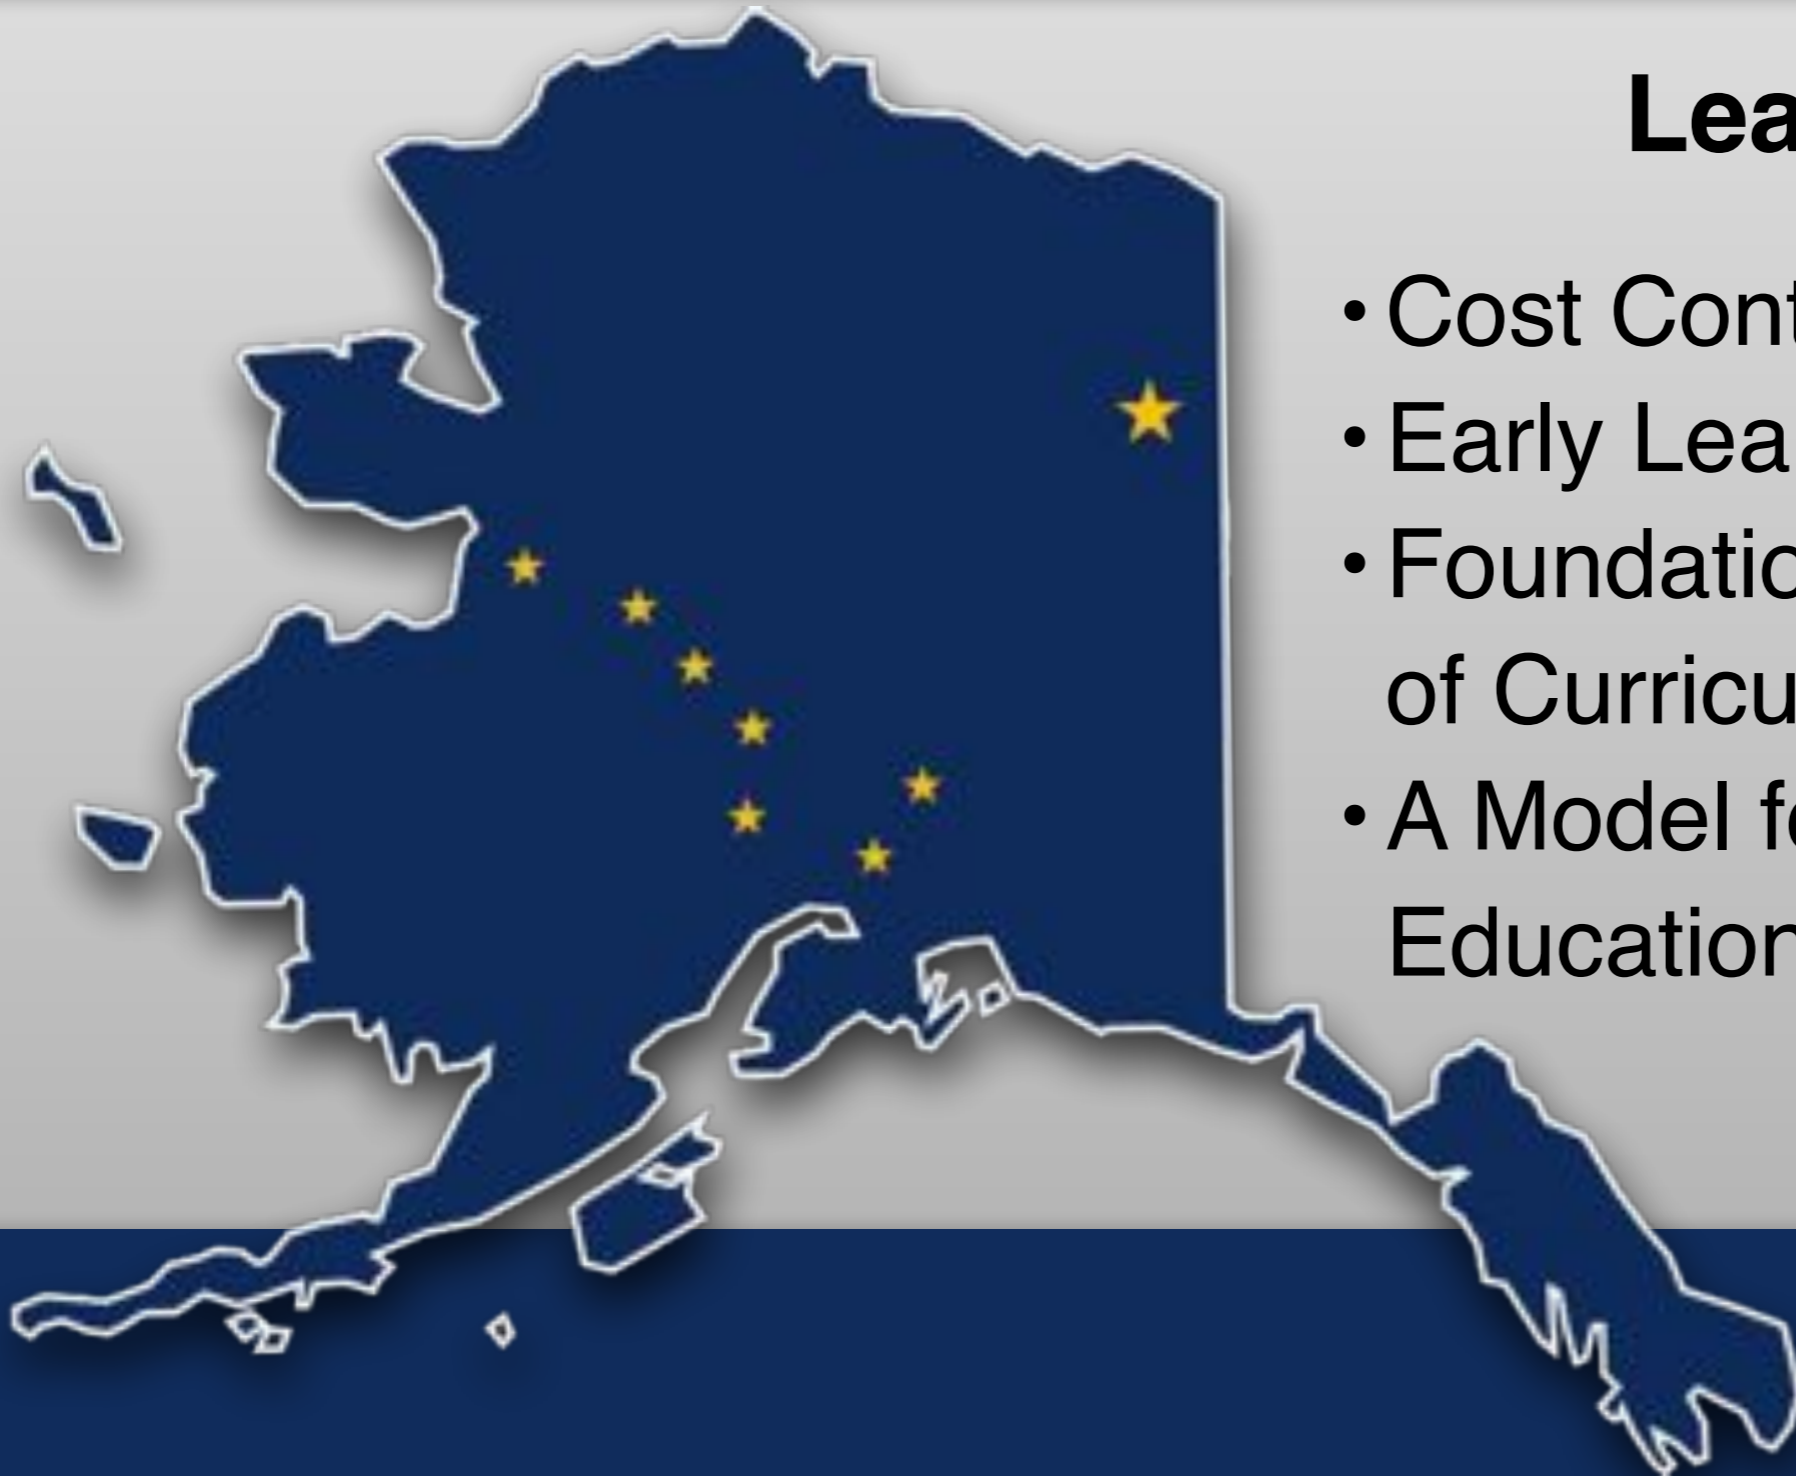 Lea
• Cost Cont
• Early Lea
• Foundatio
of Curricu
• A Model fo
Education